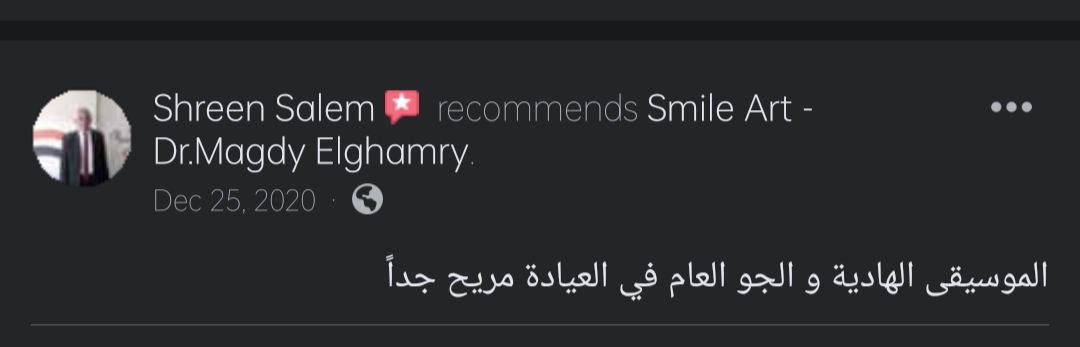 Shreen Salem recommends Smile Art -
Dr.Magdy Elghamry.
Dec 25, 2020 ·
الموسيقى الهادية و الجو العام في العيادة مريح جداً